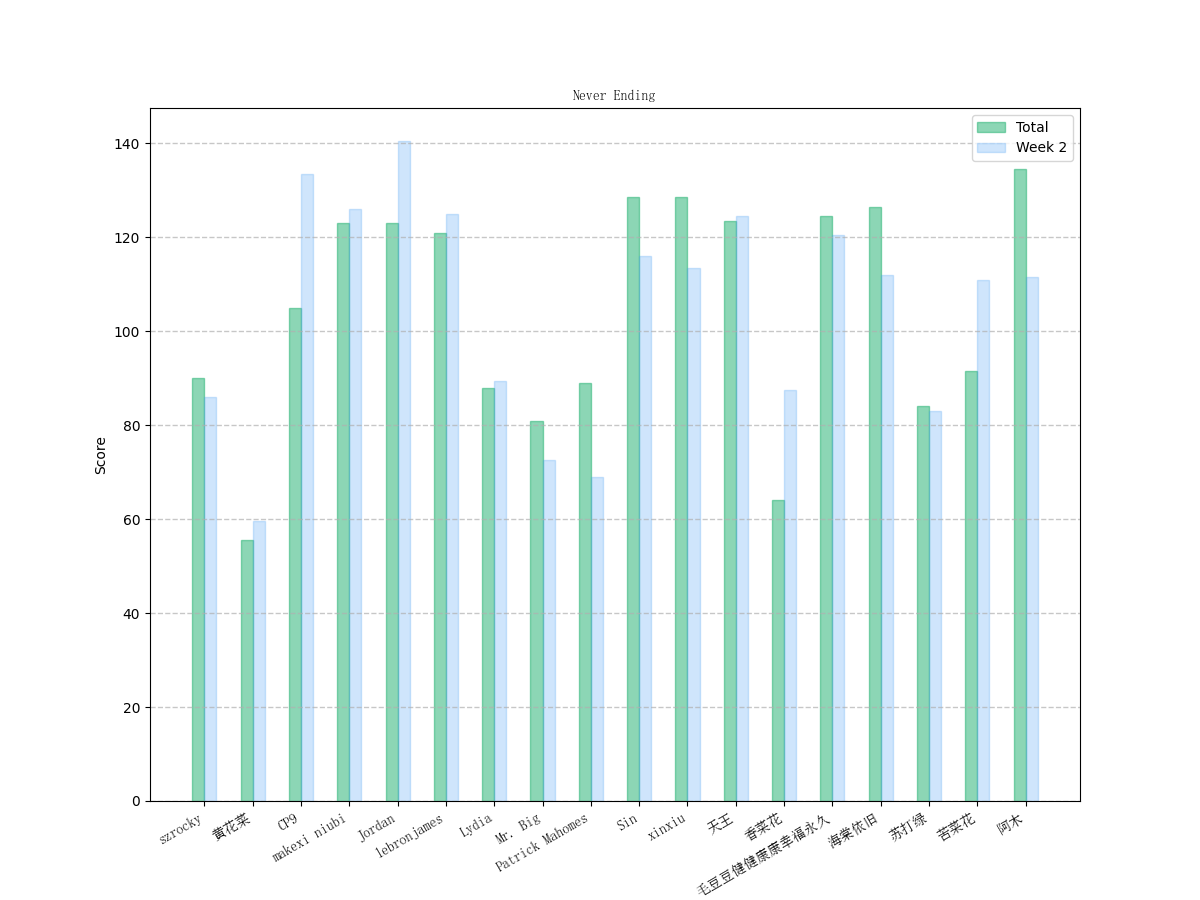 Never Ending
Total
Week 2
140
120
100
80
60
40
20
0
Score
szrocky
黄花菜
CP9
makexi niubi
Jordan
lebronjames
Lydia
Mr. Big
Patrick Mahomes
Sin
xinxiu
天王
香菜花
毛豆豆健健康康幸福永久
海棠依旧
苏打绿
苦菜花
阿木